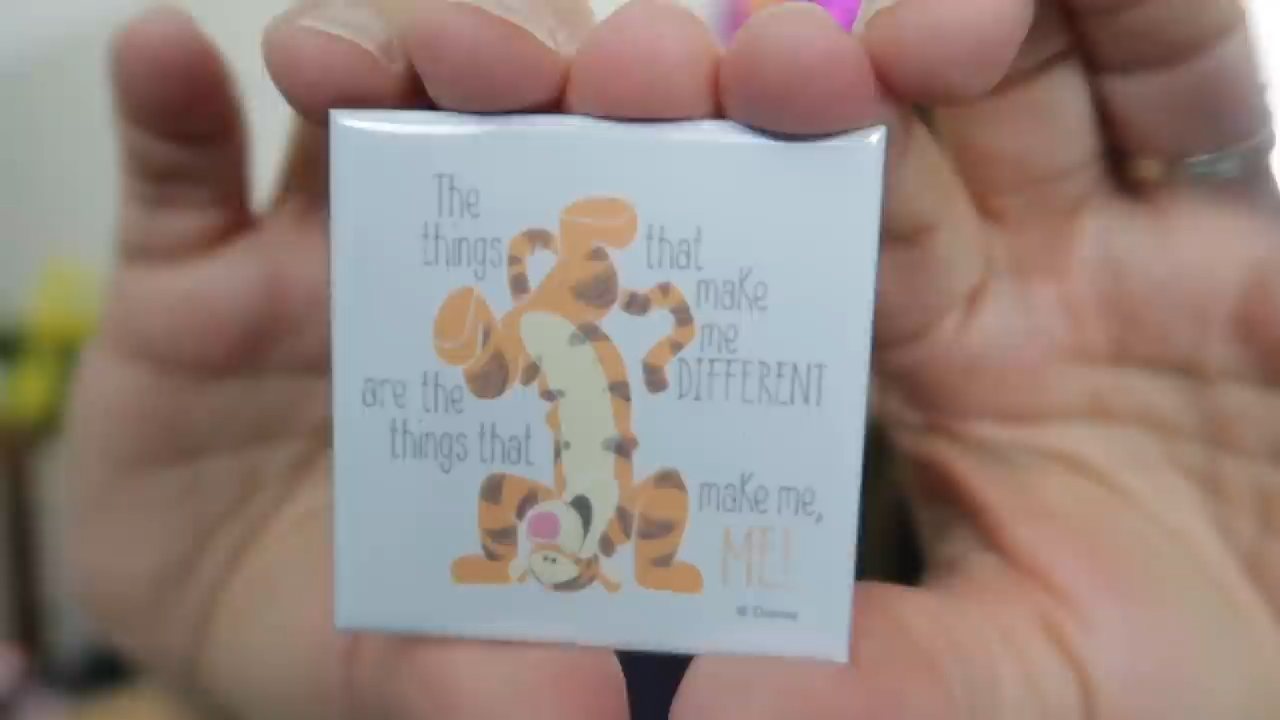 The
things that
make
me
DIFFERENT
are the
things that
make me,
ME!
© Disney